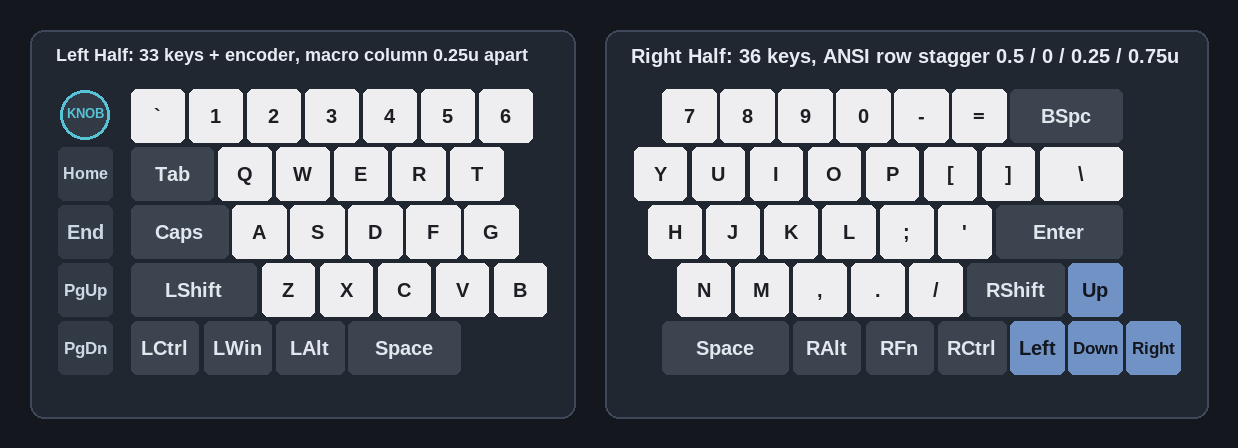 Left Half: 33 keys + encoder, macro column 0.25u apart
KNOB ` 1 2 3 4 5 6
Home Tab Q W E R T
End Caps A S D F G
PgUp LShift Z X C V B
PgDn LCtrl LWin LAlt Space
Right Half: 36 keys, ANSI row stagger 0.5 / 0 / 0.25 / 0.75u
7 8 9 0 - = BSpc
Y U I O P [ ] \
H J K L ; ' Enter
N M , . / RShift Up
Space RAlt RFn RCtrl Left Down Right